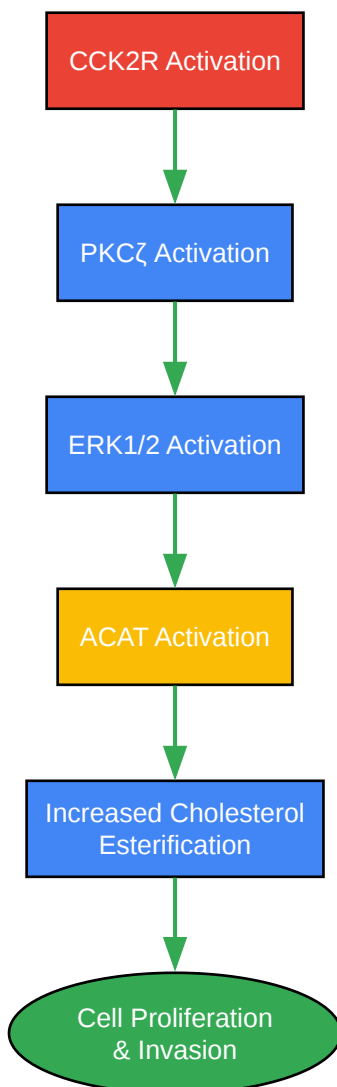 CCK2R Activation
PKCζ Activation
ERK1/2 Activation
ACAT Activation
Increased Cholesterol
Esterification
Cell Proliferation
& Invasion